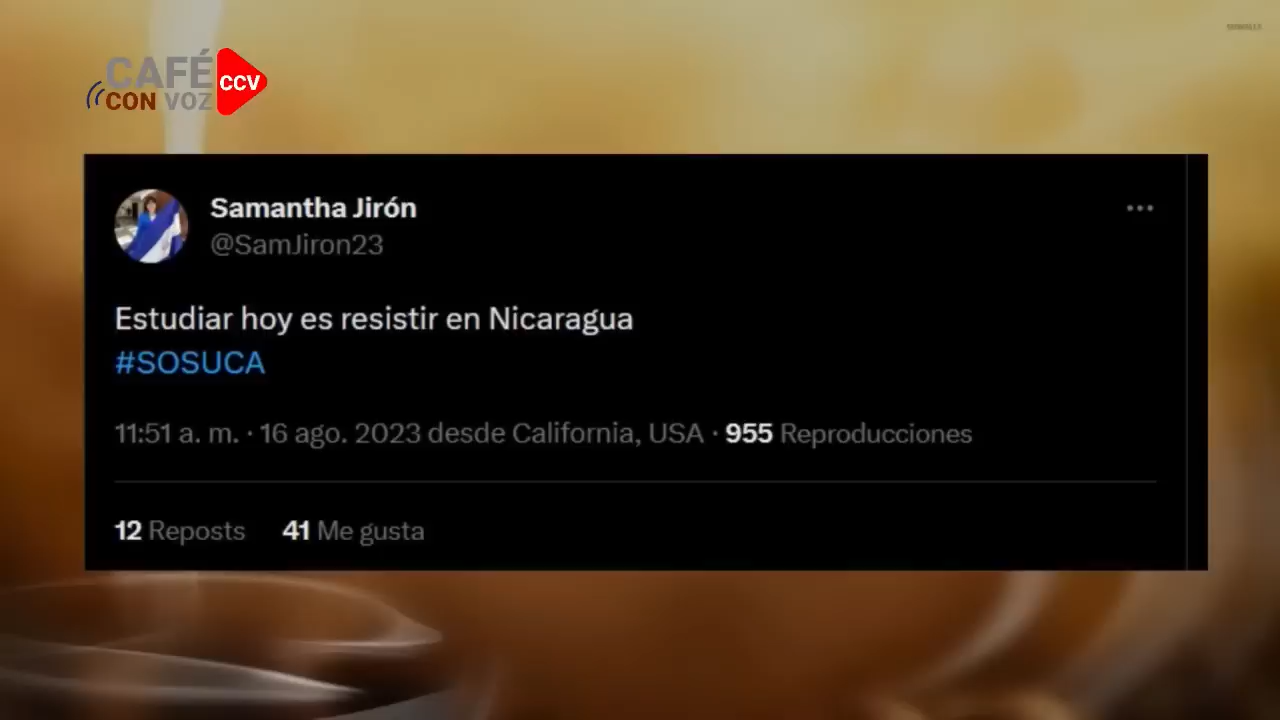 CAFÉ
CON VOZ
CCV
Samantha Jirón
@SamJiron23
Estudiar hoy es resistir en Nicaragua
#SOSUCA
11:51 a. m. · 16 ago. 2023 desde California, USA · 955 Reproducciones
12 Reposts 41 Me gusta